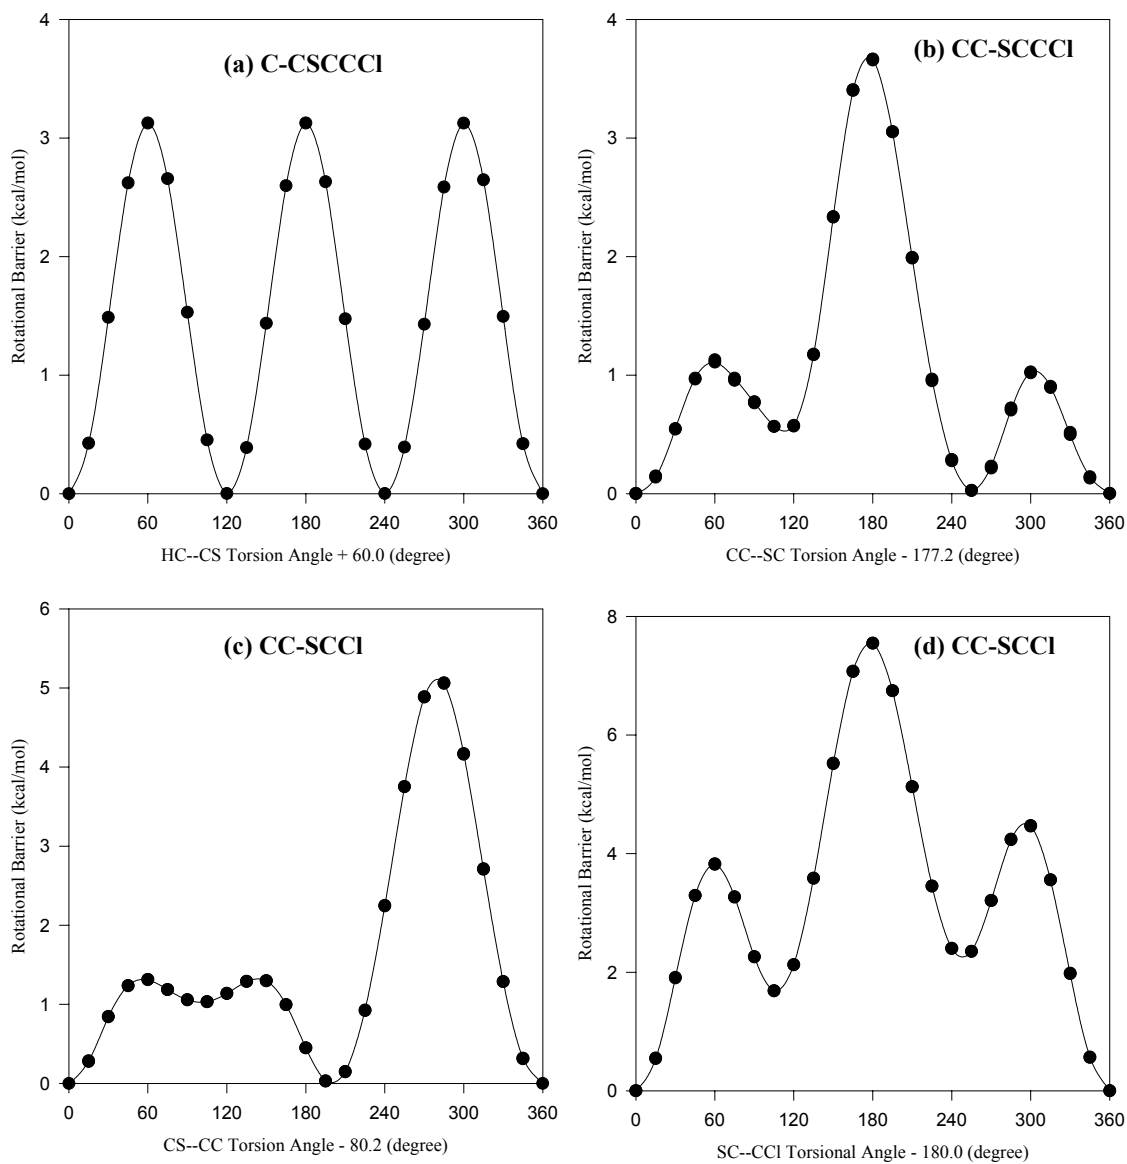 (a) C-CSCCCl
Rotational Barrier (kcal/mol)
4
3
2
1
0
0 60 120 180 240 300 360
HC--CS Torsion Angle + 60.0 (degree)
(b) CC-SCCCl
Rotational Barrier (kcal/mol)
4
3
2
1
0
0 60 120 180 240 300 360
CC--SC Torsion Angle - 177.2 (degree)
(c) CC-SCCl
Rotational Barrier (kcal/mol)
6
5
4
3
2
1
0
0 60 120 180 240 300 360
CS--CC Torsion Angle - 80.2 (degree)
(d) CC-SCCl
Rotational Barrier (kcal/mol)
8
6
4
2
0
0 60 120 180 240 300 360
SC--CCl Torsional Angle - 180.0 (degree)